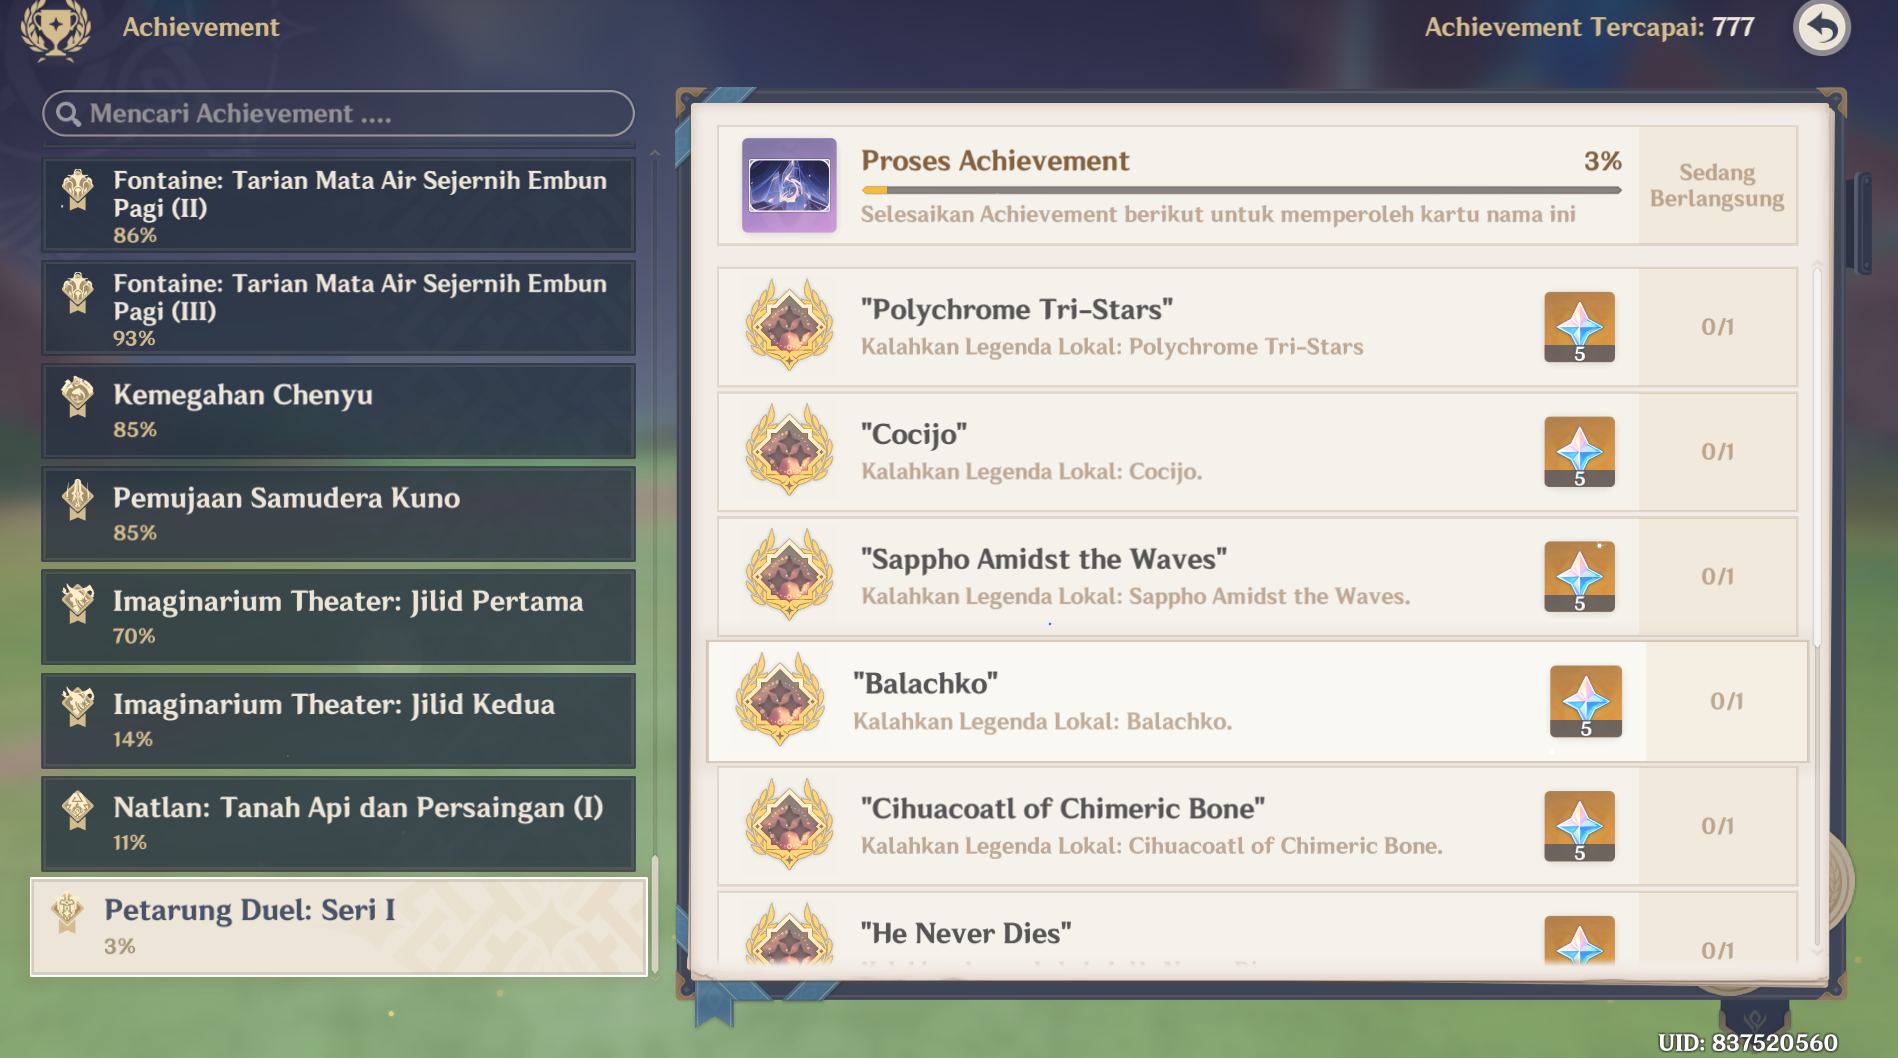 Achievement
Achievement Tercapai: 777
Mencari Achievement ....
Fontaine: Tarian Mata Air Sejernih Embun
Pagi (II)
86%
Fontaine: Tarian Mata Air Sejernih Embun
Pagi (III)
93%
Kemegahan Chenyu
85%
Pemujaan Samudera Kuno
85%
Imaginarium Theater: Jilid Pertama
70%
Imaginarium Theater: Jilid Kedua
14%
Natlan: Tanah Api dan Persaingan (I)
11%
Petarung Duel: Seri I
3%
Proses Achievement
3%
Selesaikan Achievement berikut untuk memperoleh kartu nama ini
Sedang
Berlangsung
"Polychrome Tri-Stars"
Kalahkan Legenda Lokal: Polychrome Tri-Stars
5
0/1
"Cocijo"
Kalahkan Legenda Lokal: Cocijo.
5
0/1
"Sappho Amidst the Waves"
Kalahkan Legenda Lokal: Sappho Amidst the Waves.
5
0/1
"Balachko"
Kalahkan Legenda Lokal: Balachko.
5
0/1
"Cihuacoatl of Chimeric Bone"
Kalahkan Legenda Lokal: Cihuacoatl of Chimeric Bone.
5
0/1
"He Never Dies"
0/1
UID: 837520560